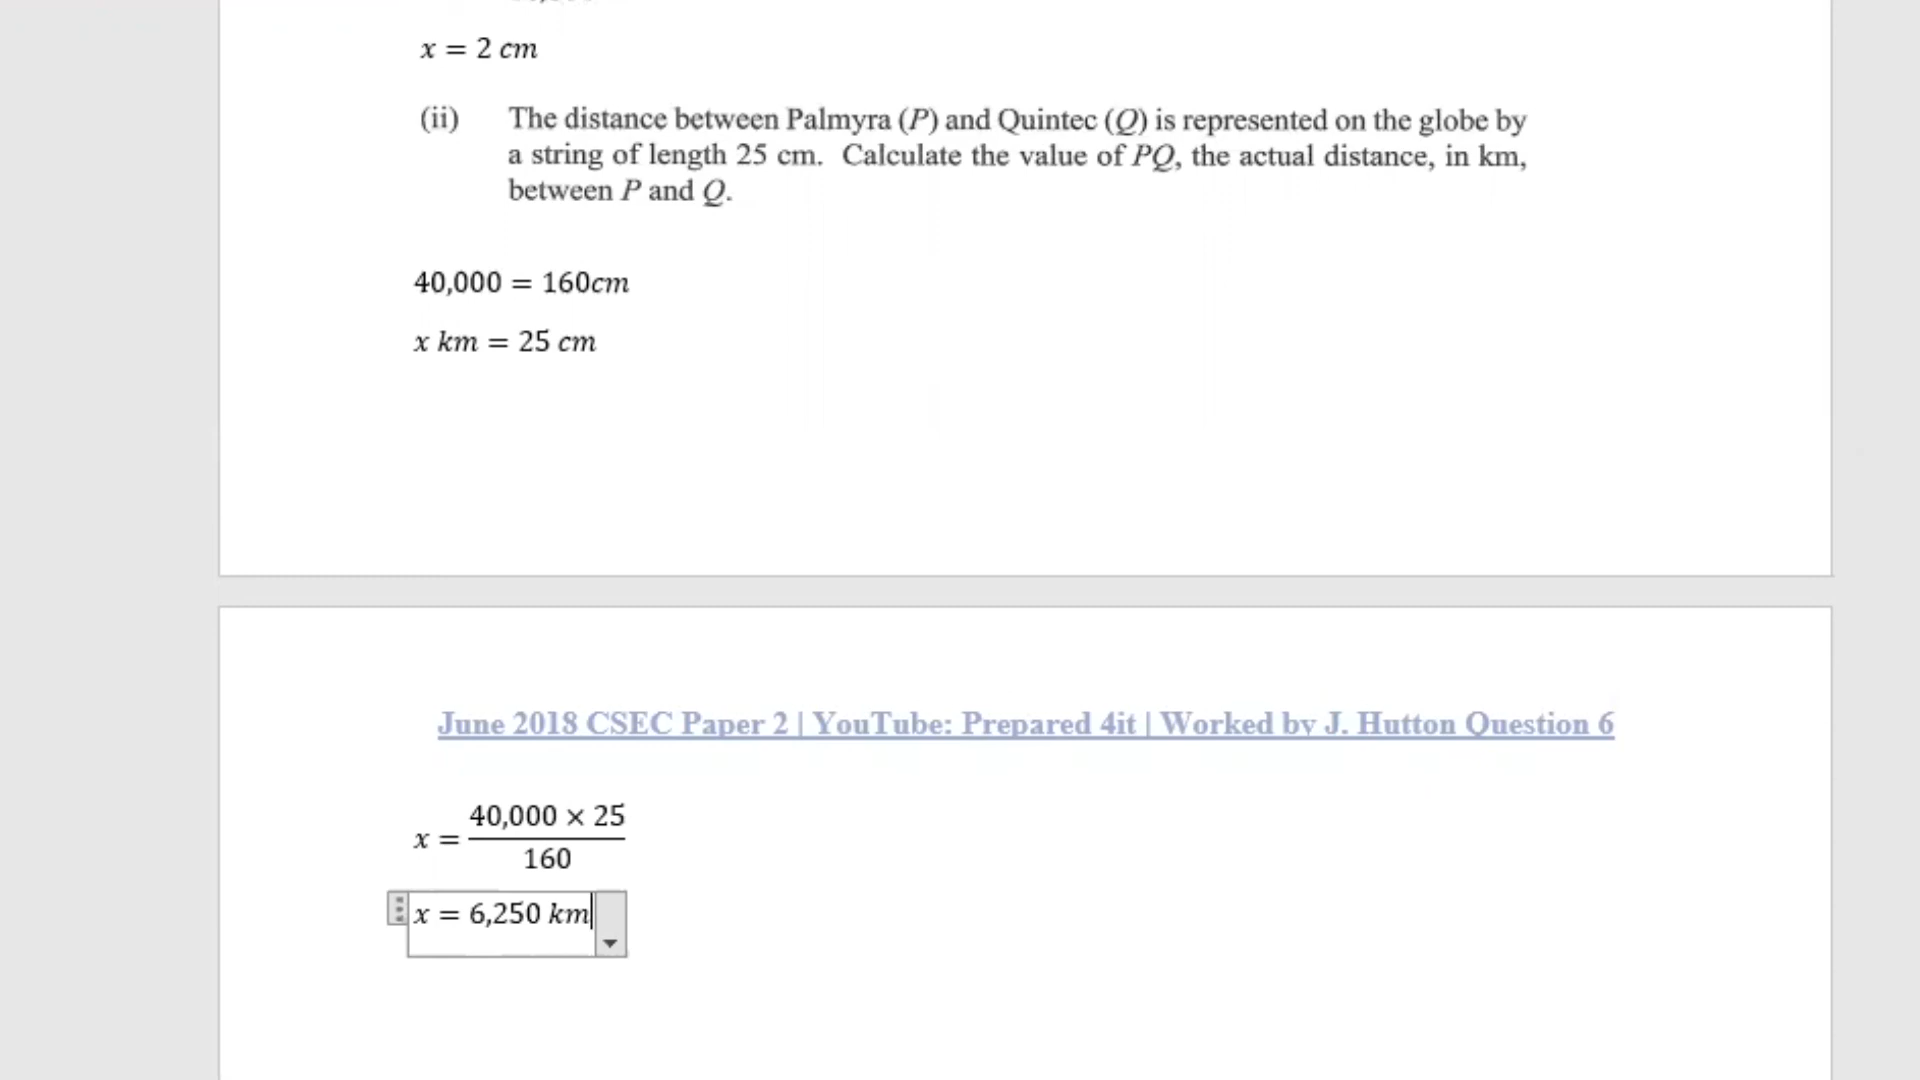 x = 2 cm
(ii) The distance between Palmyra (P) and Quintec (Q) is represented on the globe by
a string of length 25 cm. Calculate the value of PQ, the actual distance, in km,
between P and Q.
40,000 = 160cm
x km = 25 cm
June 2018 CSEC Paper 2 | YouTube: Prepared 4it | Worked by J. Hutton Question 6
x = 40,000 × 25
160
x = 6,250 km